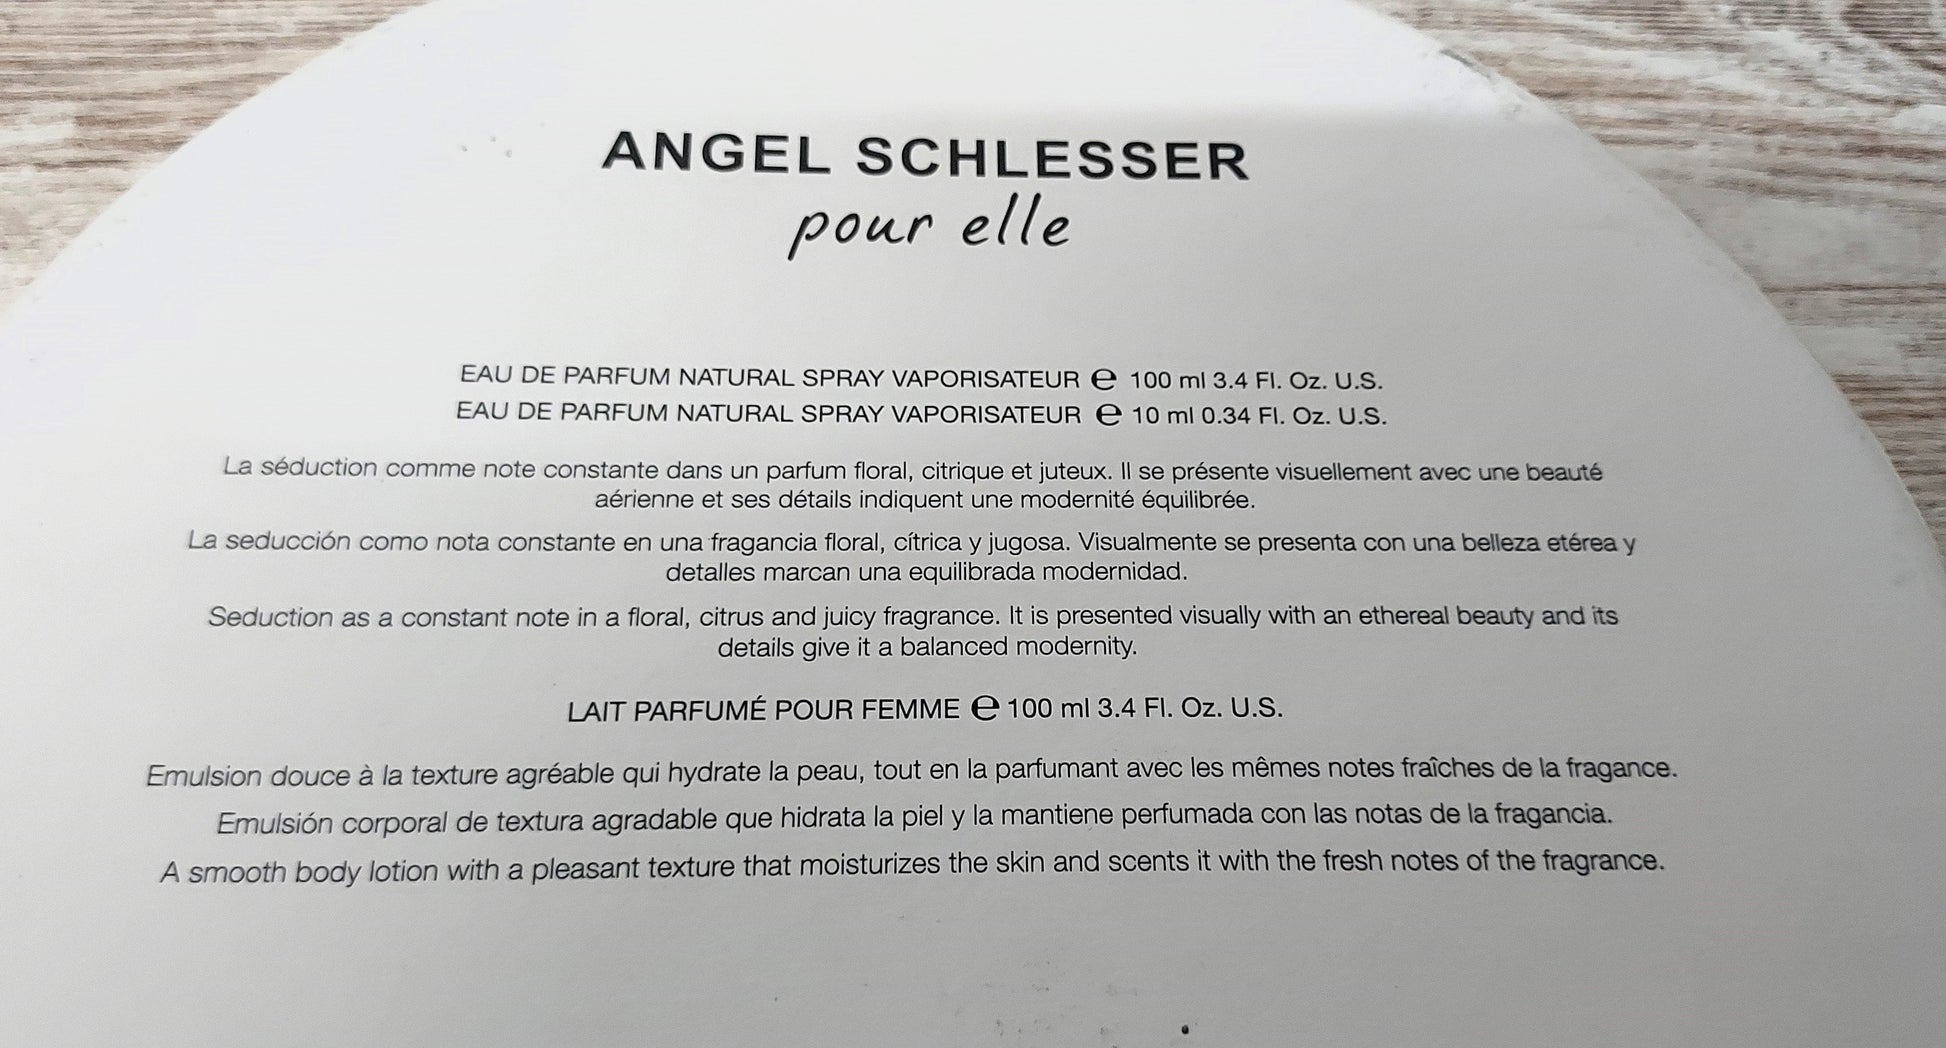 ANGEL SCHLESSER
pour elle
EAU DE PARFUM NATURAL SPRAY VAPORISATEUR ℮ 100 ml 3.4 Fl. Oz. U.S.
EAU DE PARFUM NATURAL SPRAY VAPORISATEUR ℮ 10 ml 0.34 Fl. Oz. U.S.
La séduction comme note constante dans un parfum floral, citrique et juteux. Il se présente visuellement avec une beauté
aérienne et ses détails indiquent une modernité équilibrée.
La seducción como nota constante en una fragancia floral, cítrica y jugosa. Visualmente se presenta con una belleza etérea y
detalles marcan una equilibrada modernidad.
Seduction as a constant note in a floral, citrus and juicy fragrance. It is presented visually with an ethereal beauty and its
details give it a balanced modernity.
LAIT PARFUMÉ POUR FEMME ℮ 100 ml 3.4 Fl. Oz. U.S.
Emulsion douce à la texture agréable qui hydrate la peau, tout en la parfumant avec les mêmes notes fraîches de la fragance.
Emulsión corporal de textura agradable que hidrata la piel y la mantiene perfumada con las notas de la fragancia.
A smooth body lotion with a pleasant texture that moisturizes the skin and scents it with the fresh notes of the fragrance.